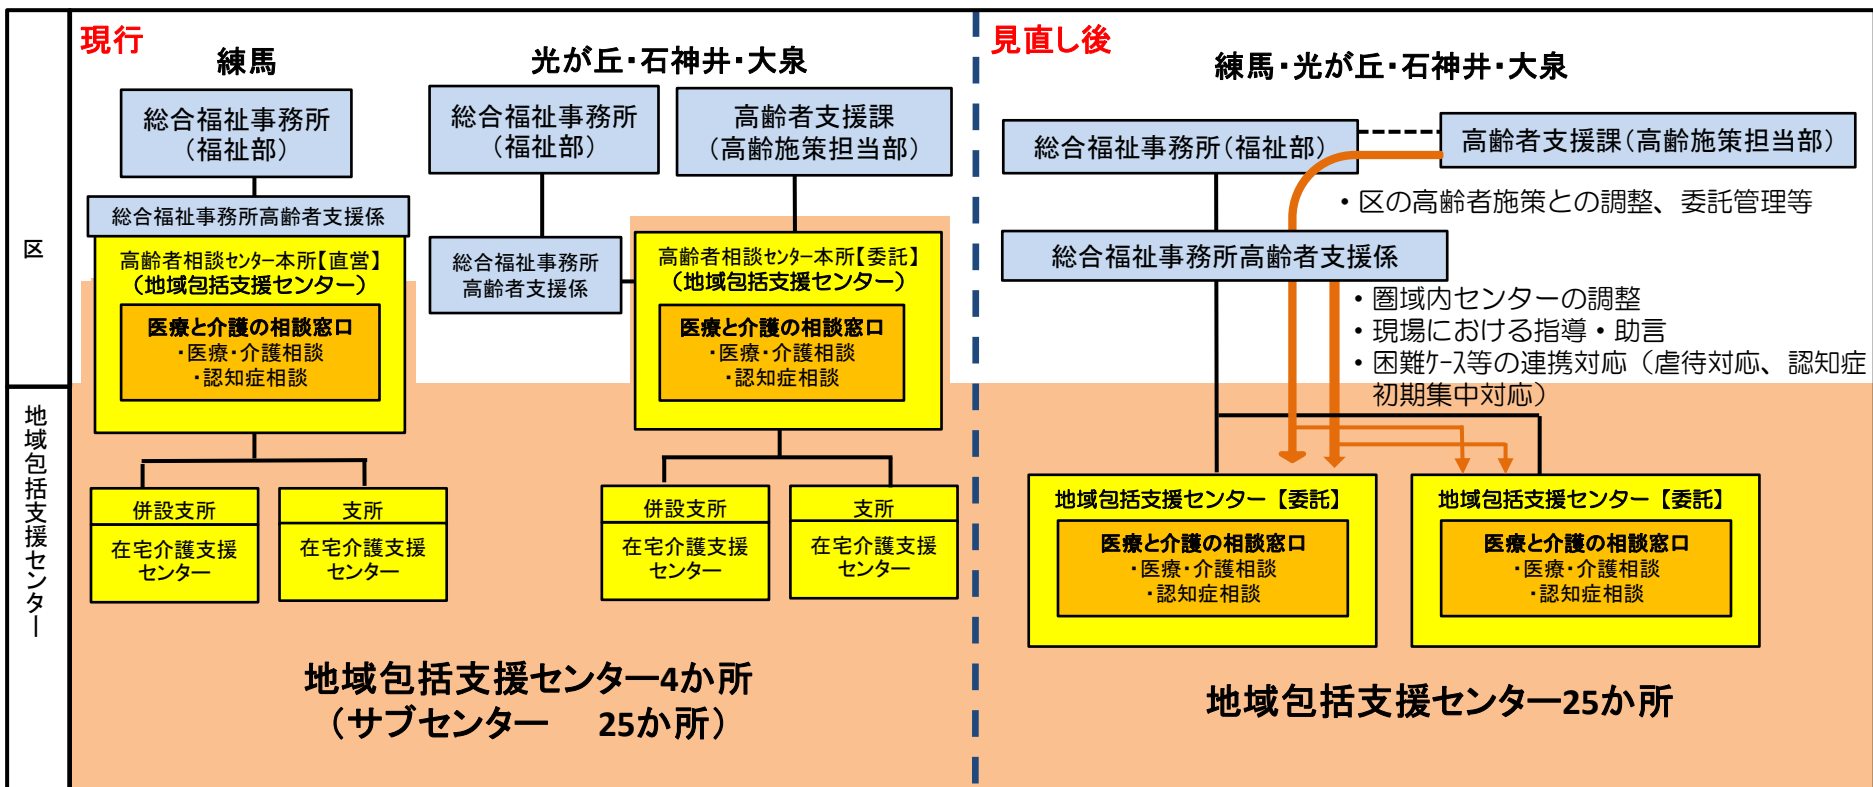 現行
練馬
総合福祉事務所
（福祉部）
総合福祉事務所高齢者支援係
高齢者相談センター本所【直営】
（地域包括支援センター）
医療と介護の相談窓口
・医療・介護相談
・認知症相談
併設支所
在宅介護支援
センター
支所
在宅介護支援
センター
光が丘・石神井・大泉
総合福祉事務所
（福祉部）
高齢者支援課
（高齢施策担当部）
総合福祉事務所
高齢者支援係
高齢者相談センター本所【委託】
（地域包括支援センター）
医療と介護の相談窓口
・医療・介護相談
・認知症相談
併設支所
在宅介護支援
センター
支所
在宅介護支援
センター
地域包括支援センター4か所
（サブセンター　25か所）
見直し後
練馬・光が丘・石神井・大泉
総合福祉事務所（福祉部）
高齢者支援課（高齢施策担当部）
・区の高齢者施策との調整、委託管理等
総合福祉事務所高齢者支援係
・圏域内センターの調整
・現場における指導・助言
・困難ケース等の連携対応（虐待対応、認知症
初期集中対応）
地域包括支援センター【委託】
医療と介護の相談窓口
・医療・介護相談
・認知症相談
地域包括支援センター【委託】
医療と介護の相談窓口
・医療・介護相談
・認知症相談
地域包括支援センター25か所
区
地域包括支援センター